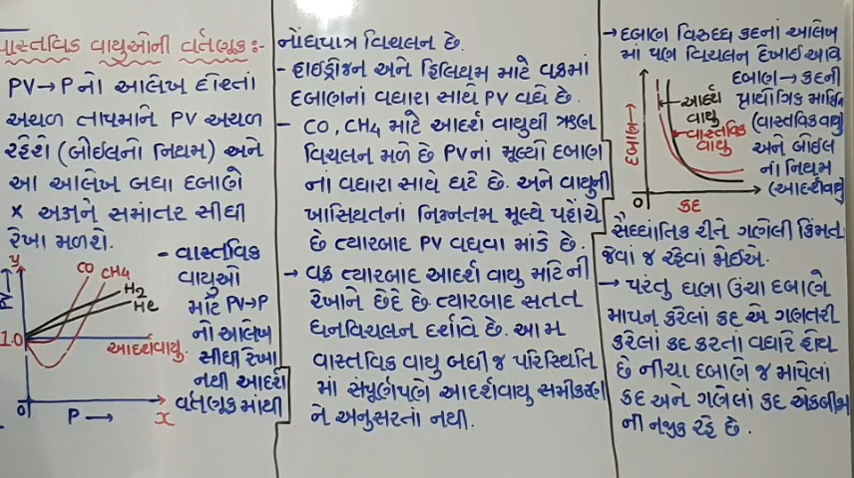 વાસ્તવિક વાયુઓની વર્તણૂક :-
PV→P નો આલેખ દોરતાં
અચળ તાપમાને PV અચળ
રહેશે (બોઈલનો નિયમ) અને
આ આલેખ બધા દબાણે
x અક્ષને સમાંતર સીધી
રેખા મળશે.
- વાસ્તવિક
વાયુઓ
માટે PV→P
નો આલેખ
સીધી રેખા
નથી આદર્શ
વર્તણૂકમાંથી
y
CO
CH4
H2
He
1.0
આદર્શવાયુ
0
P →
x
નોંધપાત્ર વિચલન છે.
- હાઈડ્રોજન અને હિલિયમ માટે વક્રમાં
દબાણનાં વધારા સાથે PV વધે છે.
- CO, CH4 માટે આદર્શ વાયુથી ઋણ
વિચલન મળે છે PVનાં મૂલ્યો દબાણ
નાં વધારા સાથે ઘટે છે. અને વાયુની
ખાસિયતનાં નિમ્નતમ મૂલ્યે પહોંચે
છે ત્યારબાદ PV વધવા માંડે છે.
→ વક્ર ત્યારબાદ આદર્શ વાયુ માટેની
રેખાને છેદે છે. ત્યારબાદ સતત
ધનવિચલન દર્શાવે છે. આમ
વાસ્તવિક વાયુ બધી જ પરિસ્થિતિ
માં સંપૂર્ણપણે આદર્શવાયુ સમીકરણ
ને અનુસરતાં નથી.
→ દબાણ વિરુદ્ધ કદનાં આલેખ
માં પણ વિચલન દેખાઈ આવે
દબાણ → કદની
પ્રાયોગિક માહિતિ
(વાસ્તવિક વાયુ)
અને બોઈલ
નાં નિયમ
(આદર્શવાયુ)
આદર્શ
વાયુ
વાસ્તવિક
વાયુ
દબાણ→
0
કદ
સૈદ્ધાંતિક રીતે ગણેલી કિંમત
જેવાં જ રહેવાં જોઈએ.
→ પરંતુ ઘણા ઉંચા દબાણે
માપન કરેલાં કદ એ ગણતરી
કરેલાં કદ કરતાં વધારે હોય
છે નીચા દબાણે જ માપેલાં
કદ અને ગણેલાં કદ એકબીજા
ની નજીક રહે છે.